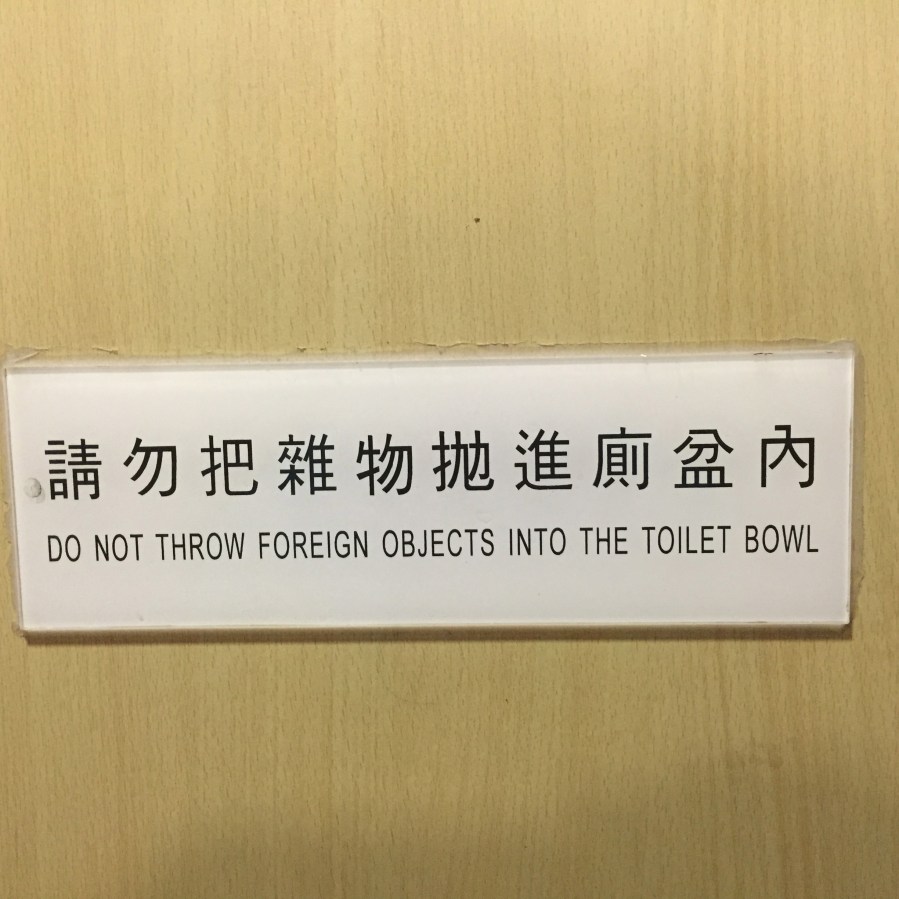 請勿把雜物拋進廁盆內
DO NOT THROW FOREIGN OBJECTS INTO THE TOILET BOWL